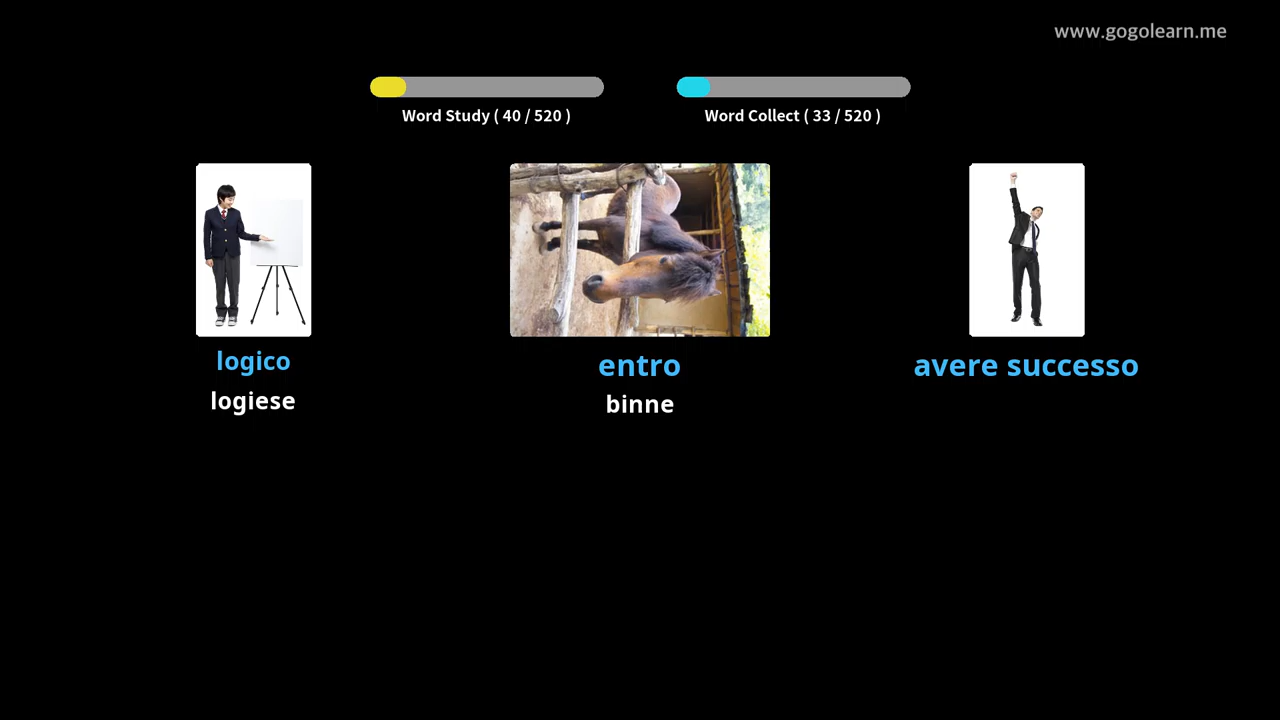 www.gogolearn.me
Word Study ( 40 / 520 )
Word Collect ( 33 / 520 )
logico
logiese
entro
binne
avere successo